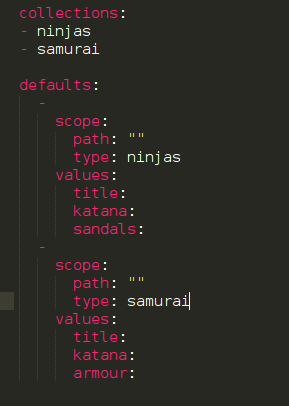 collections:
- ninjas
- samurai
defaults:
-
scope:
path: ""
type: ninjas
values:
title:
katana:
sandals:
-
scope:
path: ""
type: samurai
values:
title:
katana:
armour: